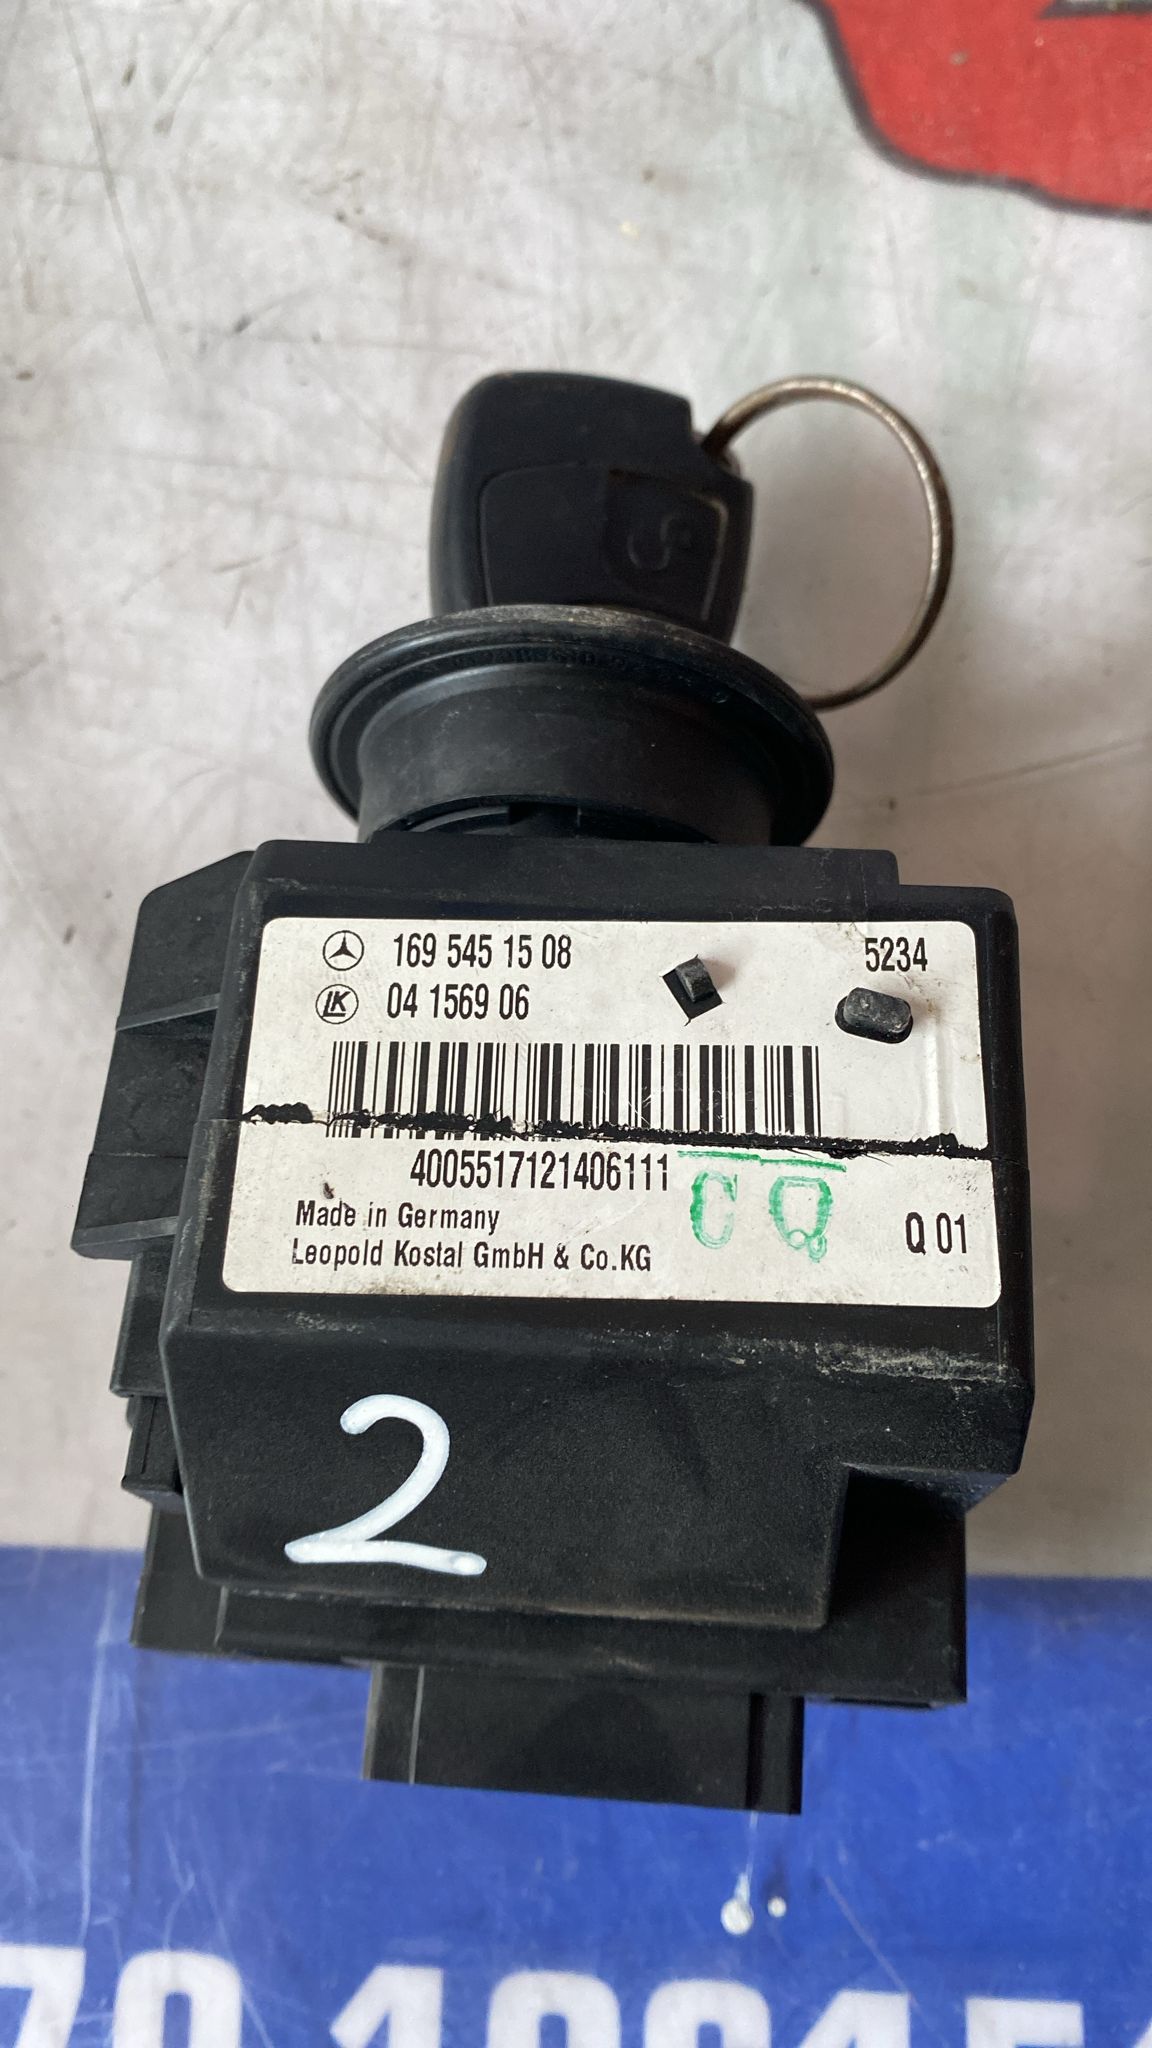 169 545 15 08 5234
LK 04 1569 06
4005517121406111
C Q
Made in Germany
Leopold Kostal GmbH & Co.KG Q 01
2